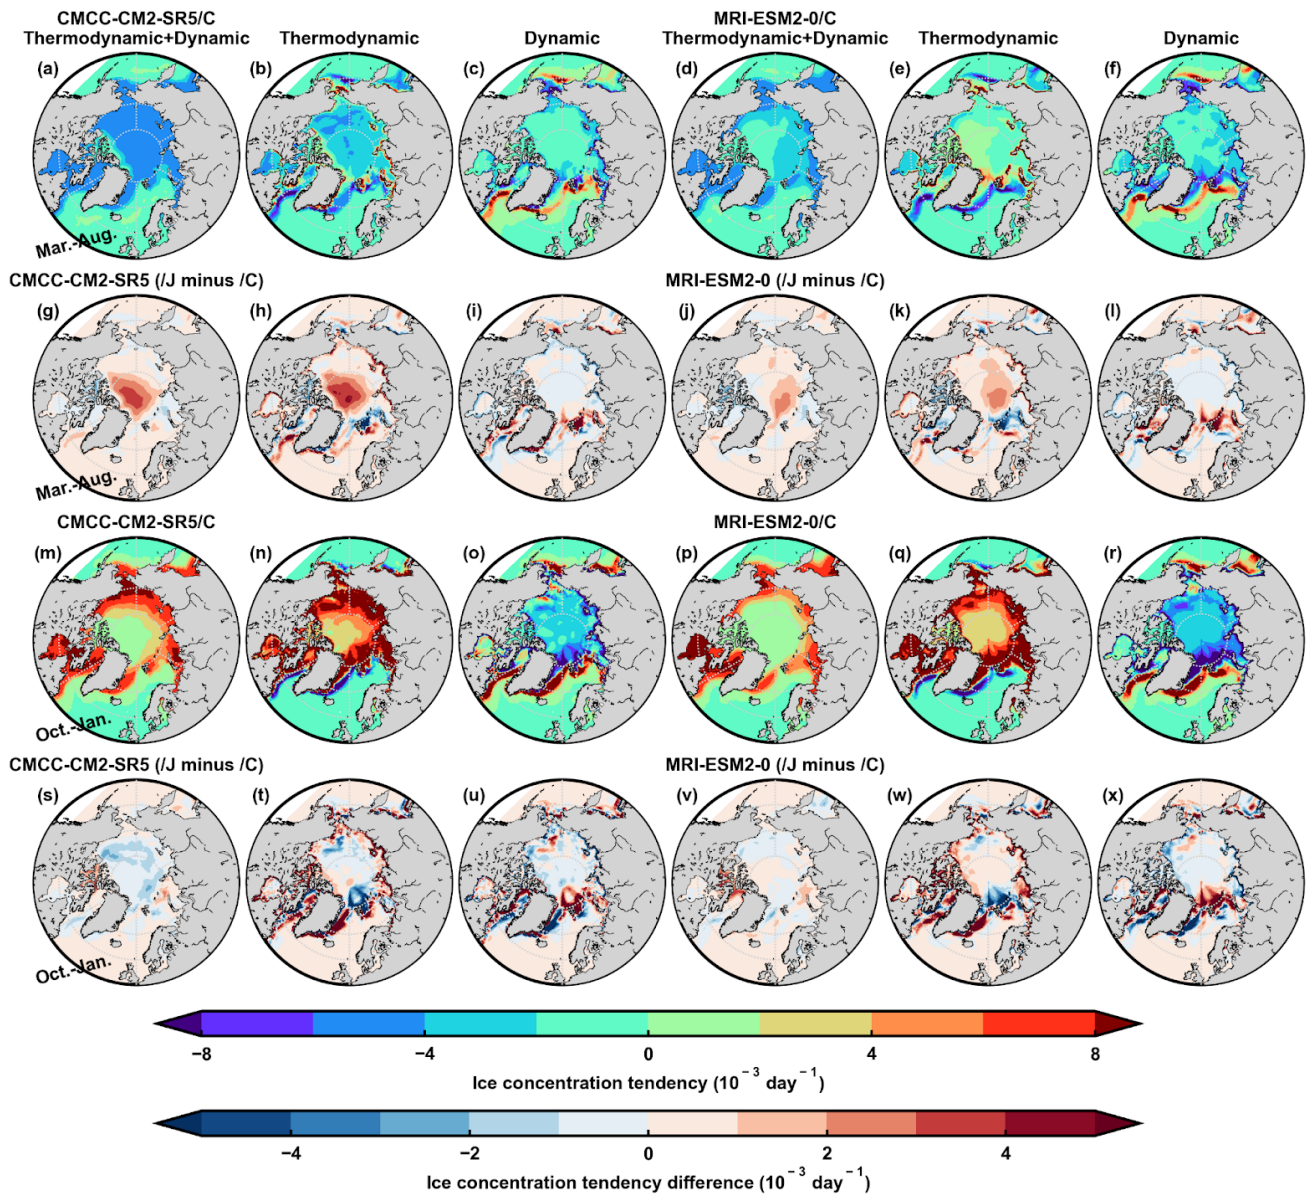 CMCC-CM2-SR5/C MRI-ESM2-0/C
Thermodynamic+Dynamic Thermodynamic Dynamic Thermodynamic+Dynamic Thermodynamic Dynamic
(a) (b) (c) (d) (e) (f)
Mar.-Aug.
CMCC-CM2-SR5 (/J minus /C) MRI-ESM2-0 (/J minus /C)
(g) (h) (i) (j) (k) (l)
Mar.-Aug.
CMCC-CM2-SR5/C MRI-ESM2-0/C
(m) (n) (o) (p) (q) (r)
Oct.-Jan.
CMCC-CM2-SR5 (/J minus /C) MRI-ESM2-0 (/J minus /C)
(s) (t) (u) (v) (w) (x)
Oct.-Jan.
−8 −4 0 4 8
Ice concentration tendency (10⁻³ day⁻¹)
−4 −2 0 2 4
Ice concentration tendency difference (10⁻³ day⁻¹)